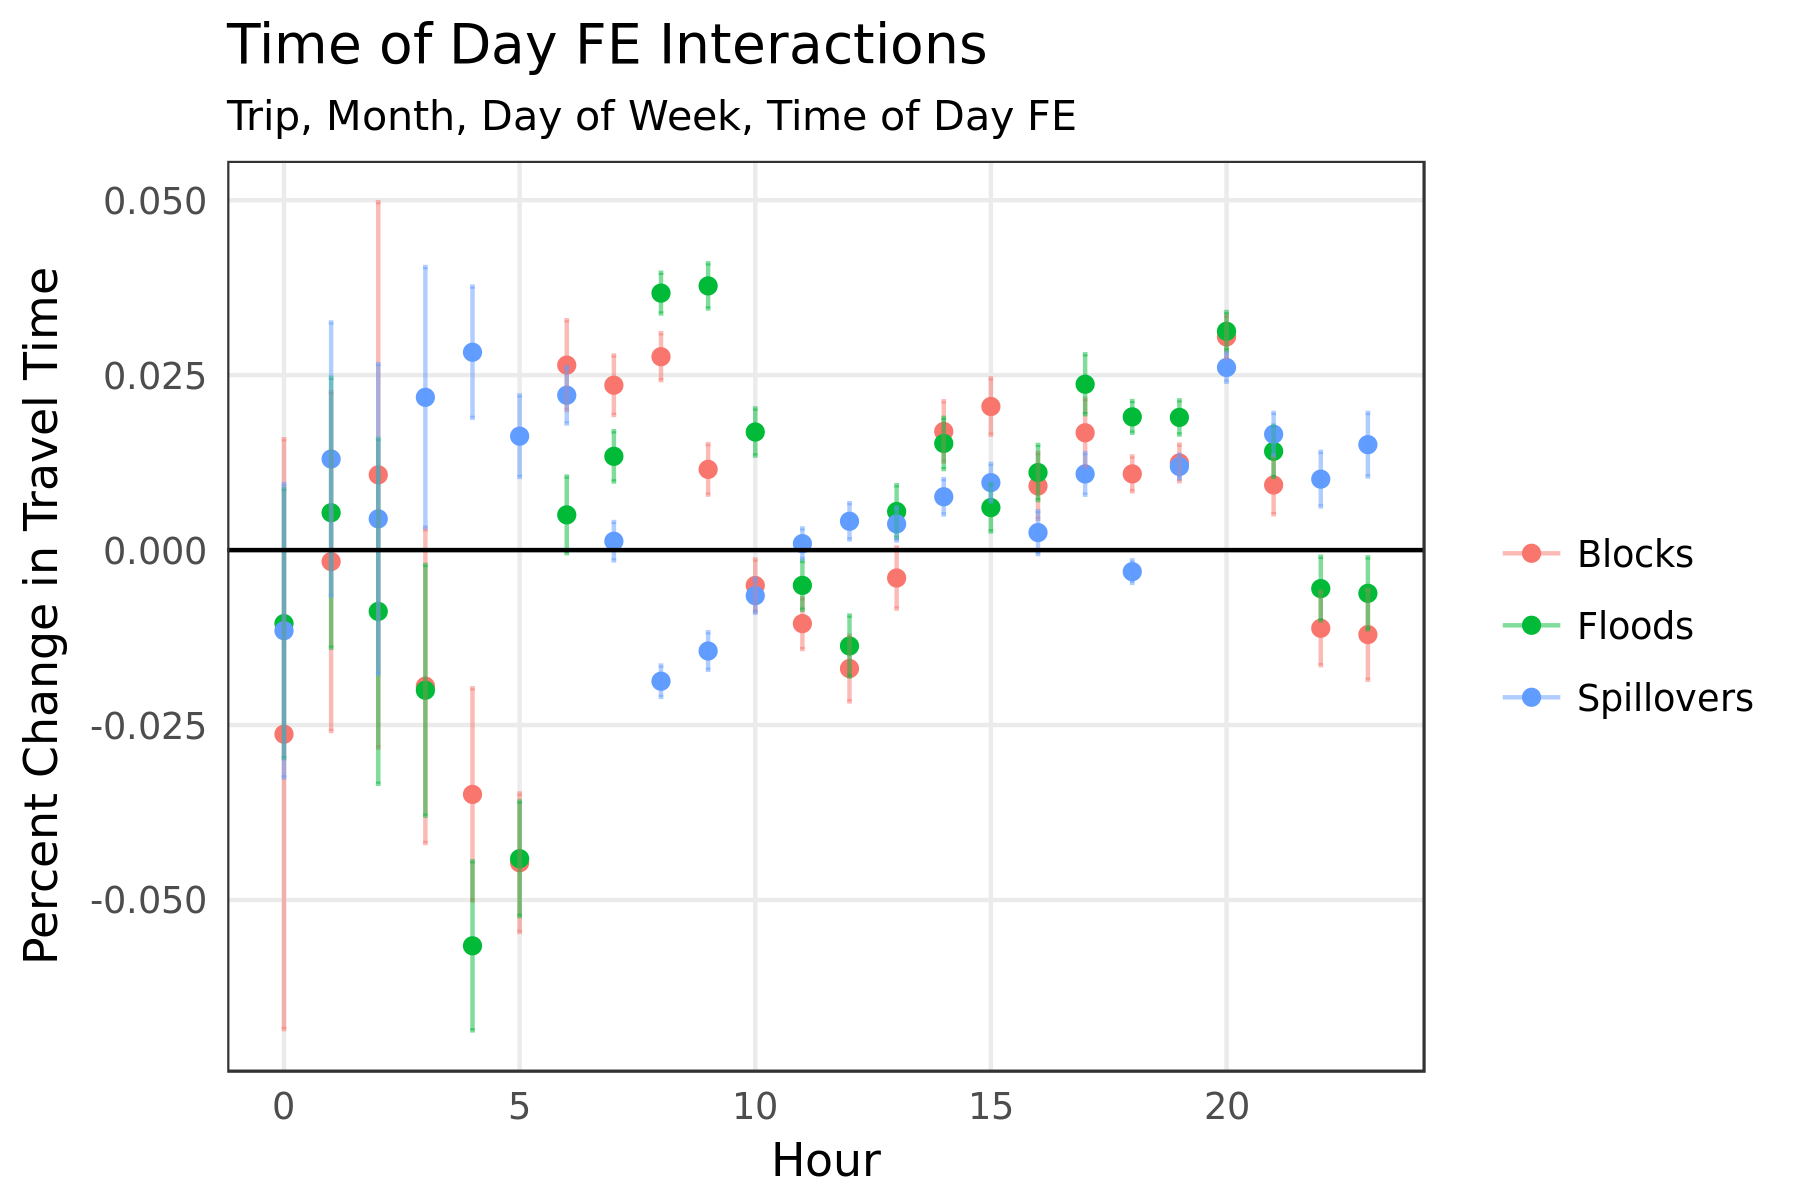 Time of Day FE Interactions
Trip, Month, Day of Week, Time of Day FE
Percent Change in Travel Time
0.050
0.025
0.000
-0.025
-0.050
0 5 10 15 20
Hour
Blocks
Floods
Spillovers